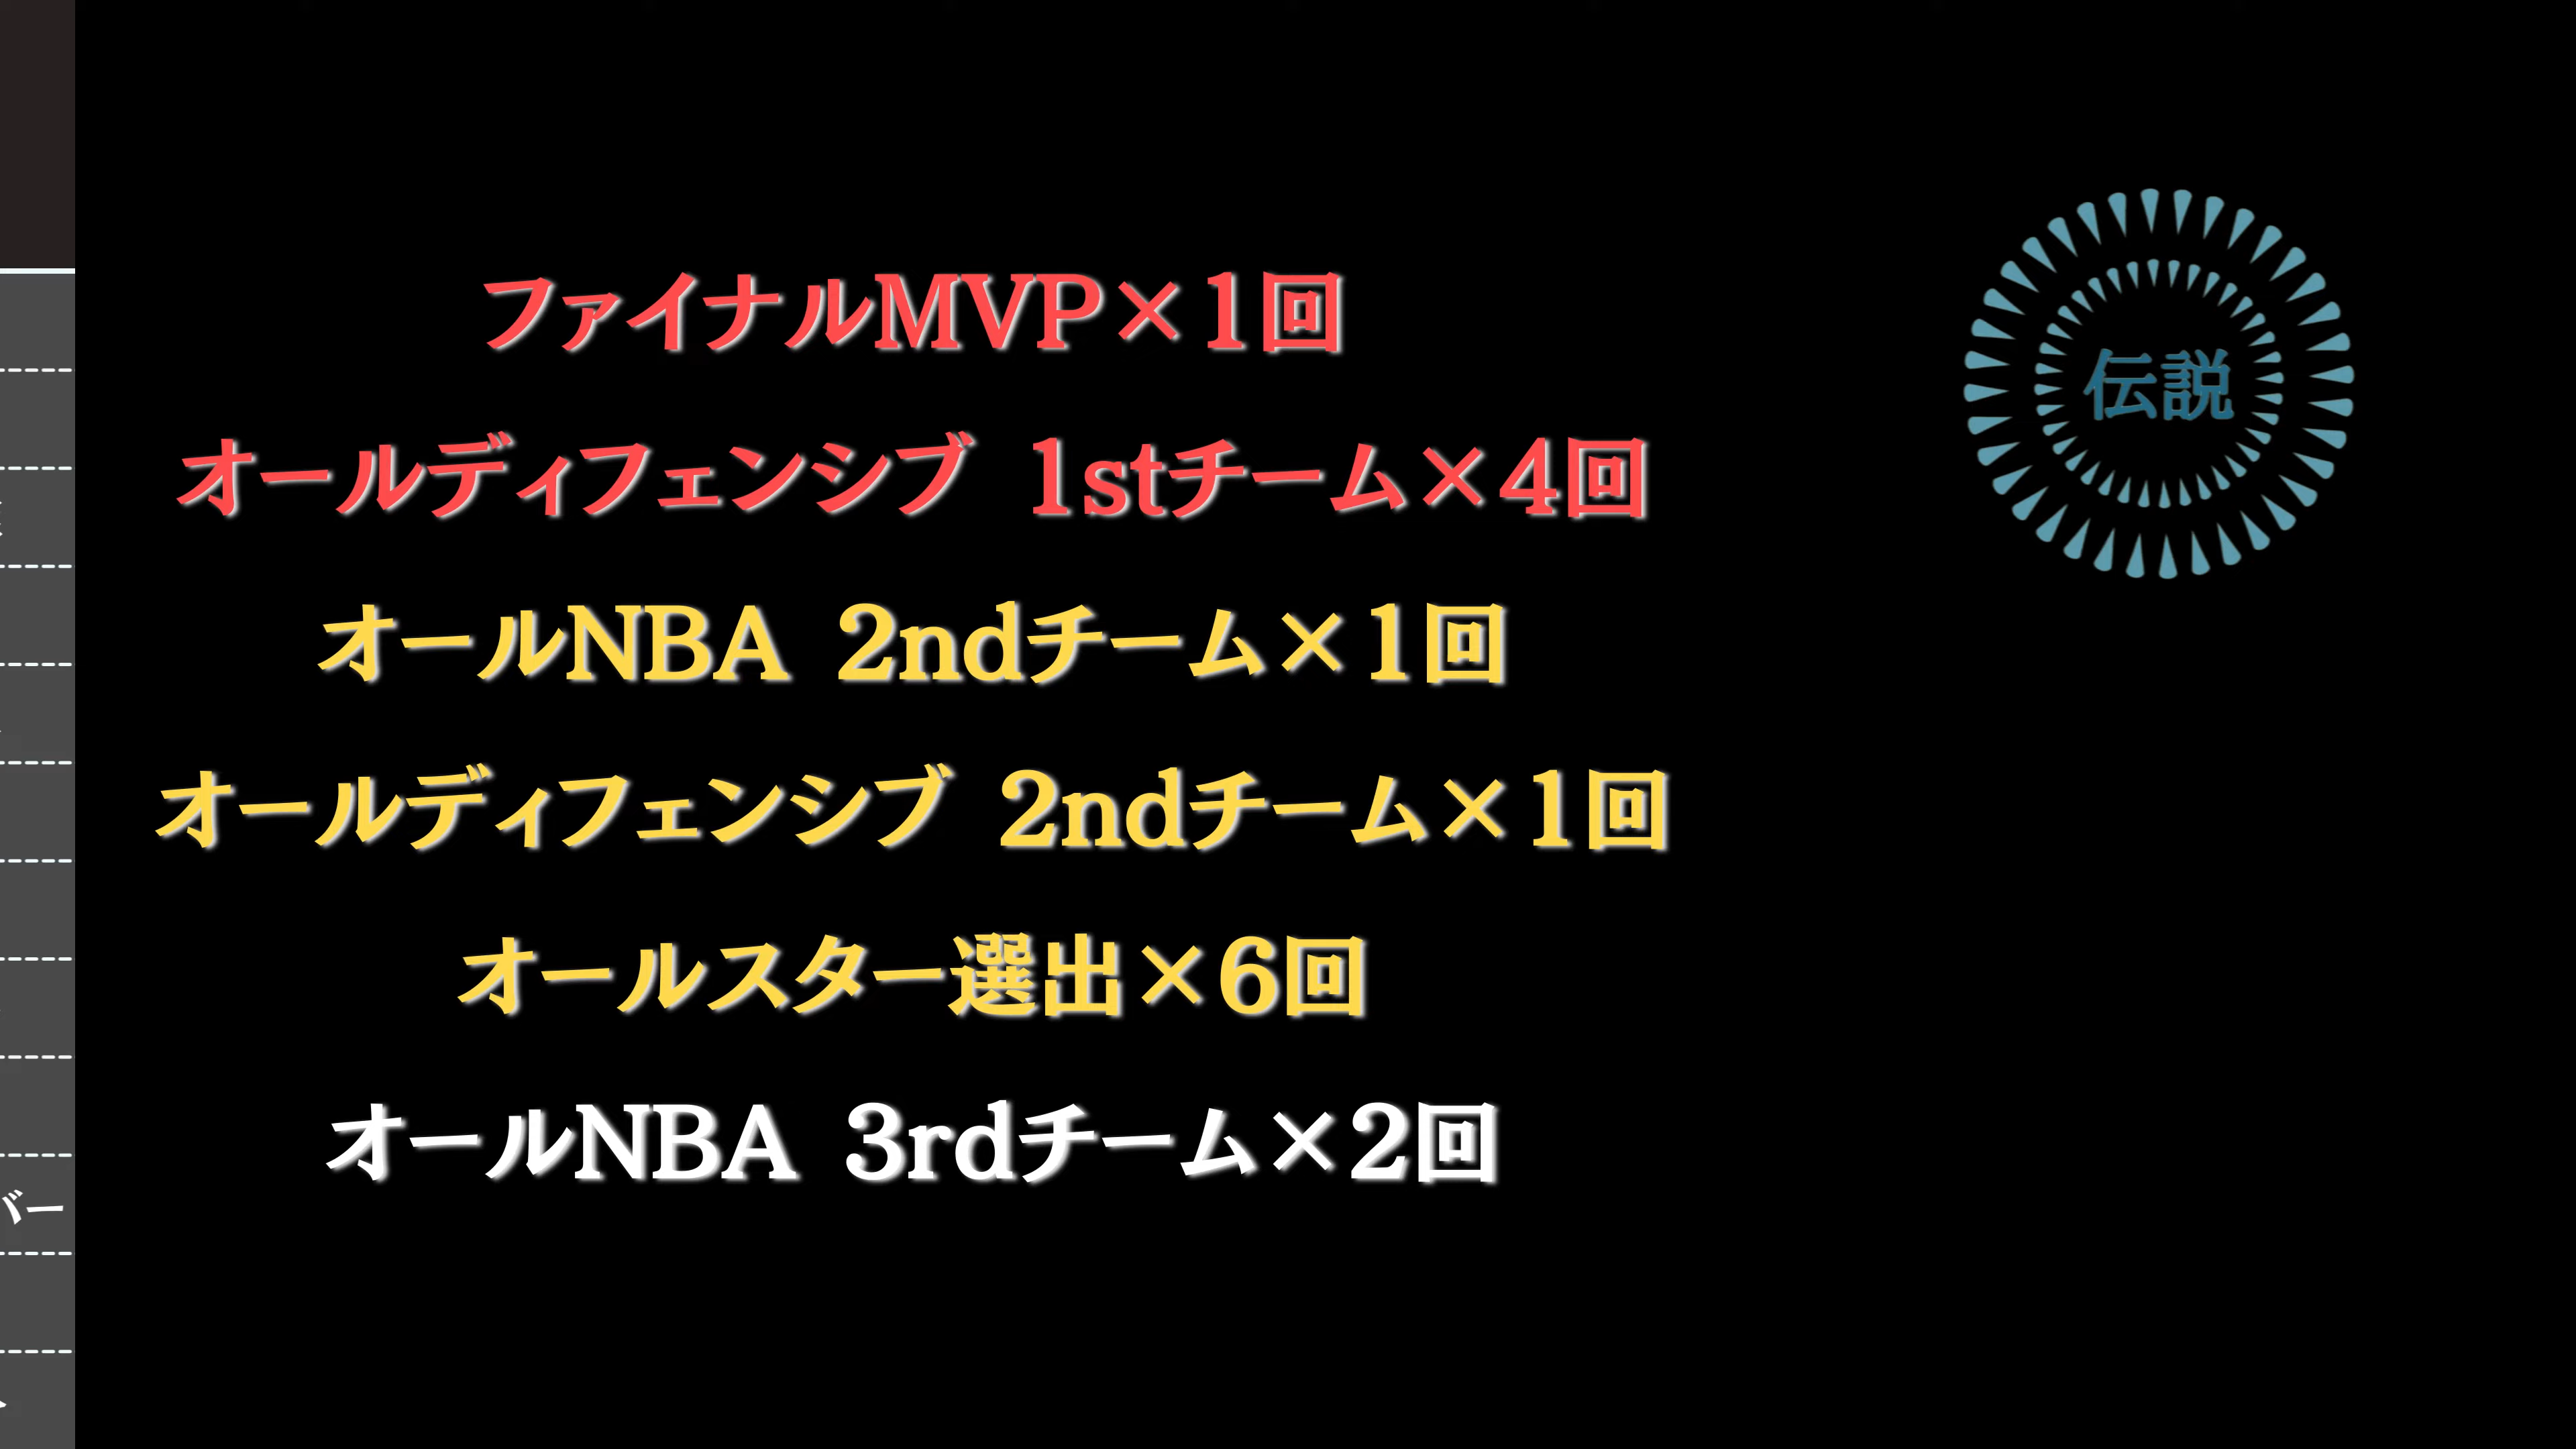 ファイナルMVP×1回
オールディフェンシブ 1stチーム×4回
オールNBA 2ndチーム×1回
オールディフェンシブ 2ndチーム×1回
オールスター選出×6回
オールNBA 3rdチーム×2回
伝説
バー